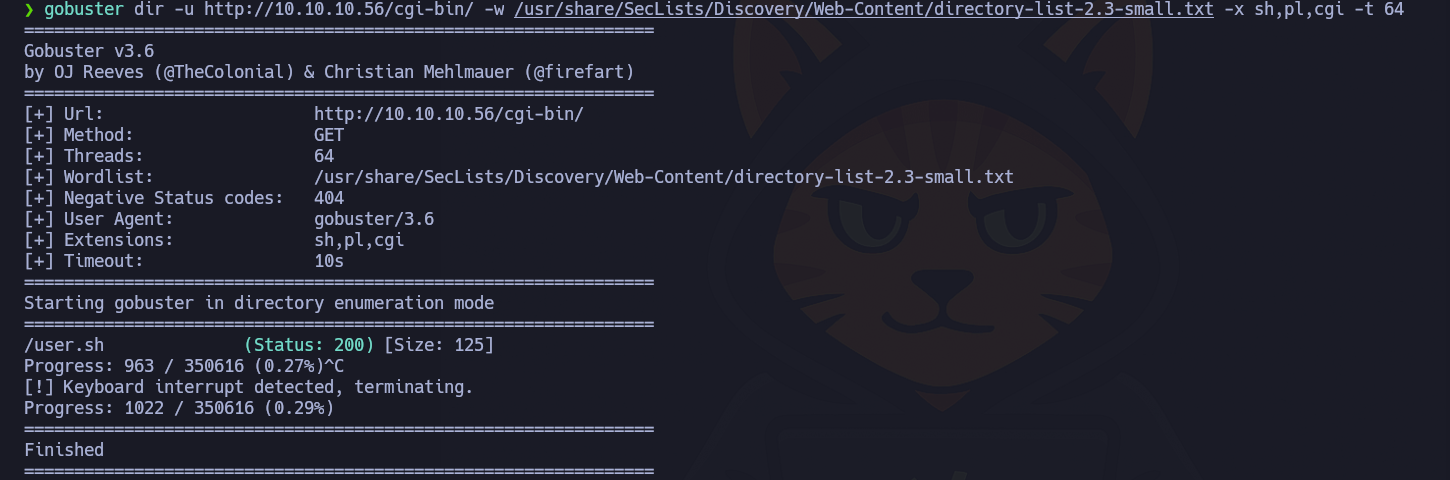 ❯ gobuster dir -u http://10.10.10.56/cgi-bin/ -w /usr/share/SecLists/Discovery/Web-Content/directory-list-2.3-small.txt -x sh,pl,cgi -t 64
===============================================================
Gobuster v3.6
by OJ Reeves (@TheColonial) & Christian Mehlmauer (@firefart)
===============================================================
[+] Url:                     http://10.10.10.56/cgi-bin/
[+] Method:                  GET
[+] Threads:                 64
[+] Wordlist:                /usr/share/SecLists/Discovery/Web-Content/directory-list-2.3-small.txt
[+] Negative Status codes:   404
[+] User Agent:              gobuster/3.6
[+] Extensions:              sh,pl,cgi
[+] Timeout:                 10s
===============================================================
Starting gobuster in directory enumeration mode
===============================================================
/user.sh              (Status: 200) [Size: 125]
Progress: 963 / 350616 (0.27%)^C
[!] Keyboard interrupt detected, terminating.
Progress: 1022 / 350616 (0.29%)
===============================================================
Finished
===============================================================